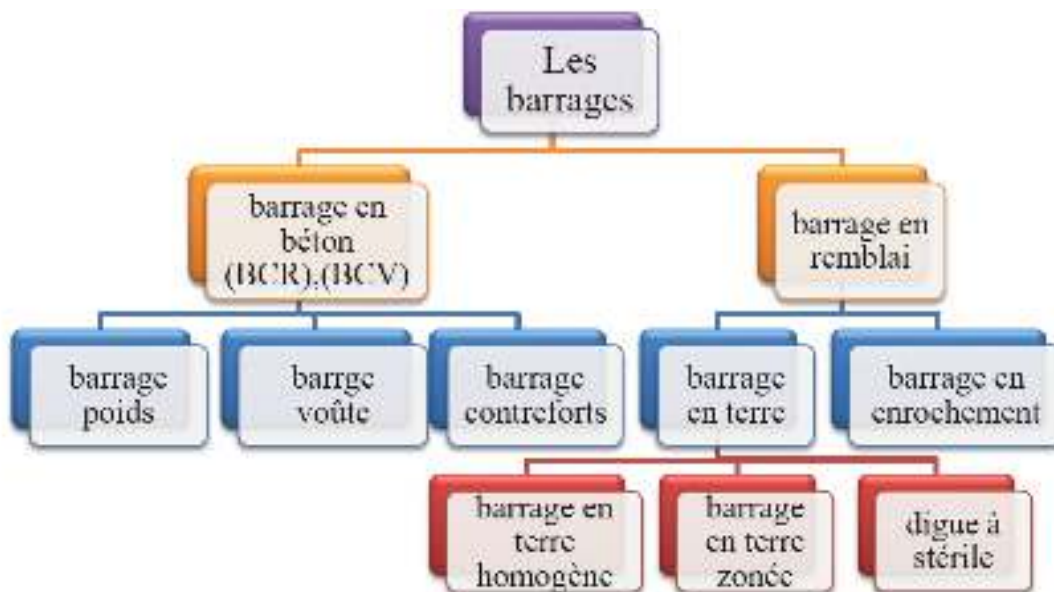 Les
barrages
barrage en
béton
(BCR),(BCV)
barrage en
remblai
barrage
poids
barrge
voûte
barrage
contreforts
barrage
en terre
barrage en
enrochement
barrage en
terre
homogène
barrage
en terre
zonée
digue à
stérile